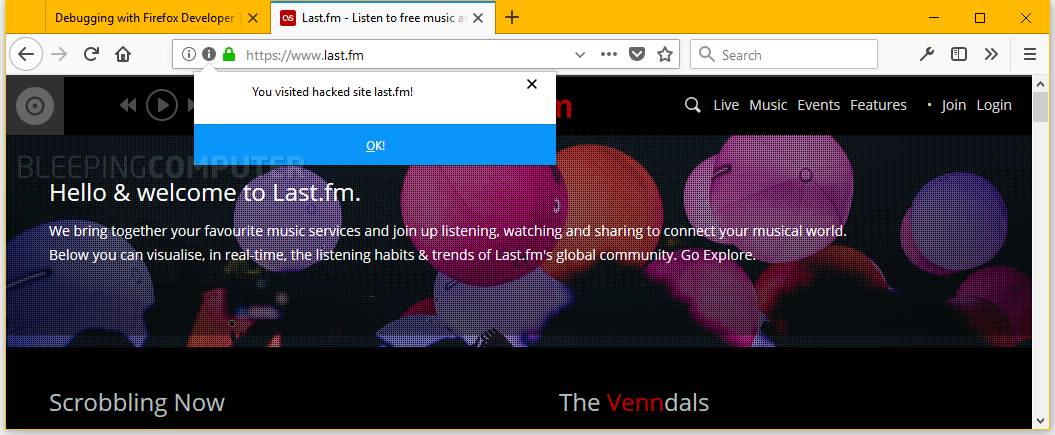 Debugging with Firefox Developer
Last.fm - Listen to free music a
https://www.last.fm
Search
You visited hacked site last.fm!
OK!
Live Music Events Features • Join Login
BLEEPINGCOMPUTER
Hello & welcome to Last.fm.
We bring together your favourite music services and join up listening, watching and sharing to connect your musical world.
Below you can visualise, in real-time, the listening habits & trends of Last.fm's global community. Go Explore.
Scrobbling Now
The Venndals